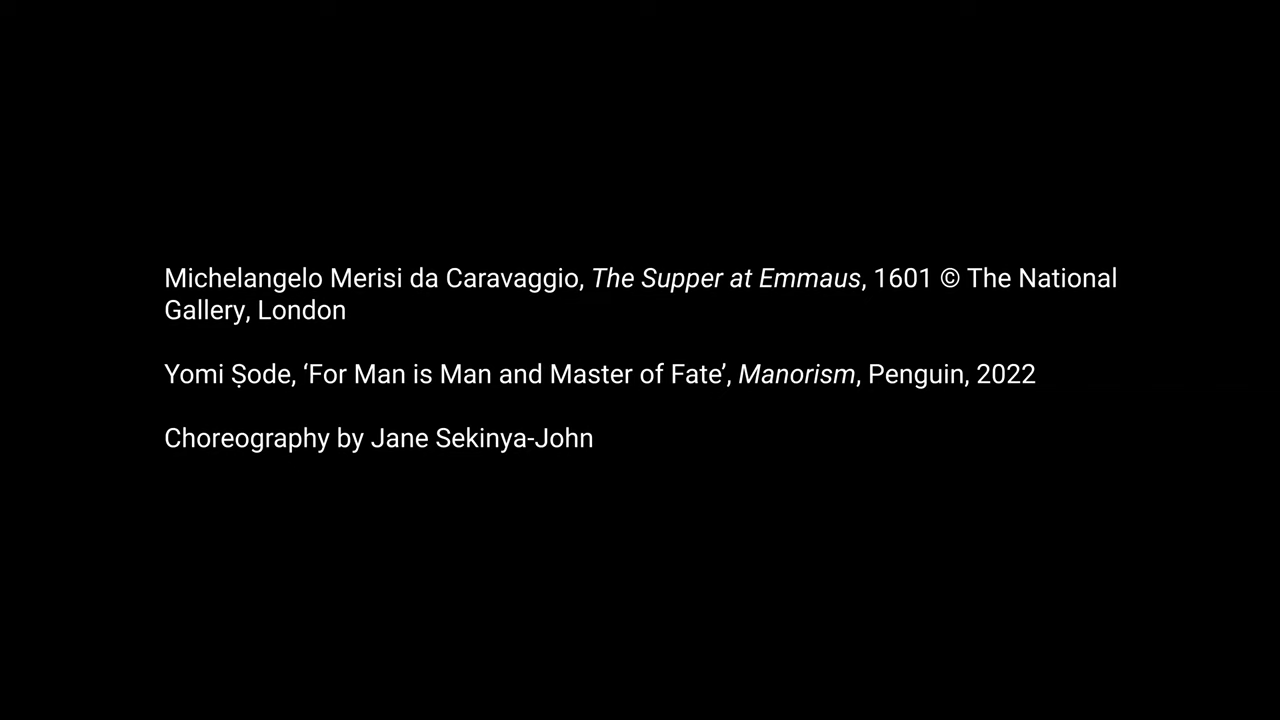 Michelangelo Merisi da Caravaggio, The Supper at Emmaus, 1601 © The National
Gallery, London
Yomi Ṣode, ‘For Man is Man and Master of Fate’, Manorism, Penguin, 2022
Choreography by Jane Sekinya-John